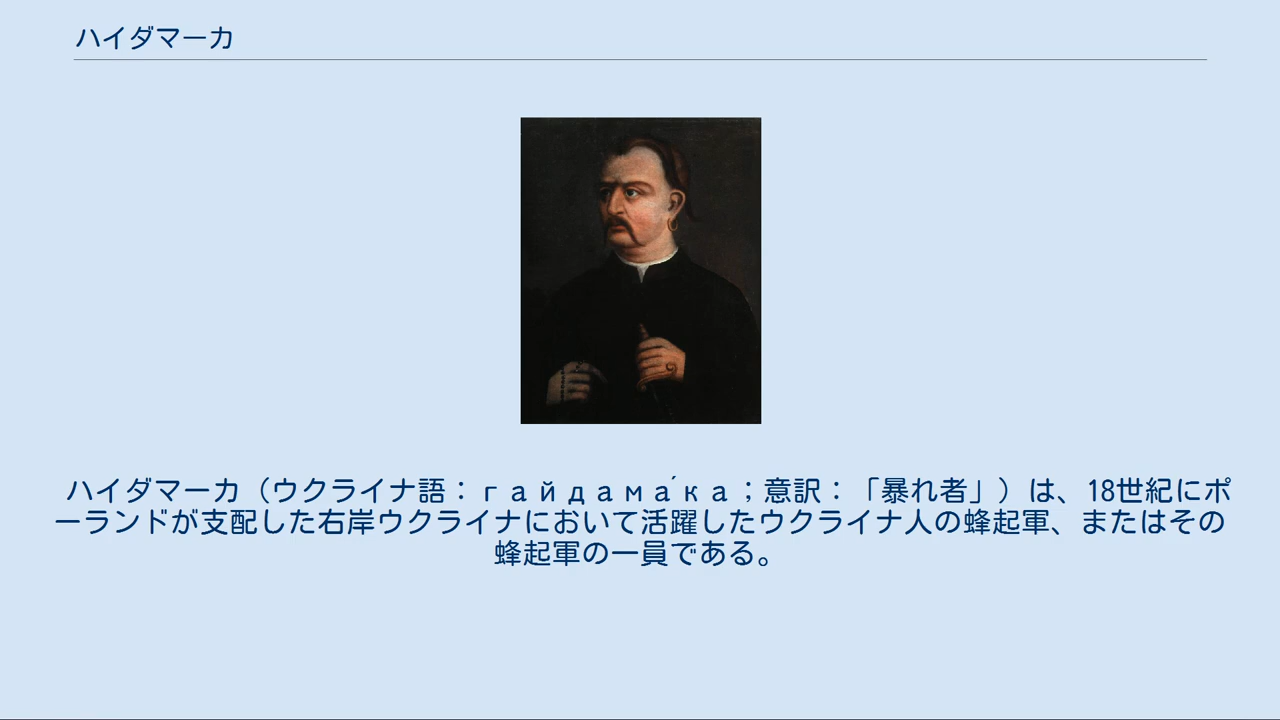 ハイダマーカ
ハイダマーカ（ウクライナ語：гайдама́ка；意訳：「暴れ者」）は、18世紀にポ
ーランドが支配した右岸ウクライナにおいて活躍したウクライナ人の蜂起軍、またはその
蜂起軍の一員である。